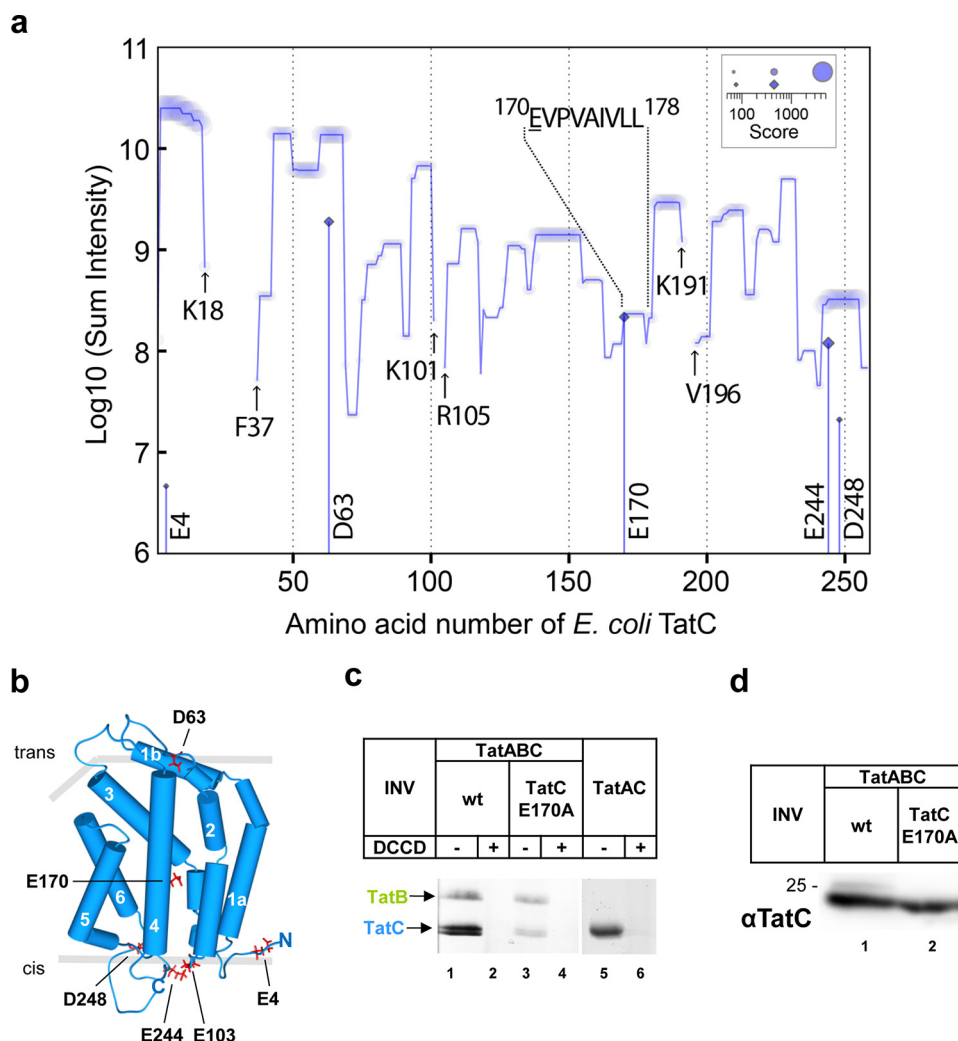 a
11
10
9
8
7
6
Log10 (Sum Intensity)
50
100
150
200
250
Amino acid number of E. coli TatC
K18
F37
K101
R105
K191
V196
E4
D63
E170
E244
D248
170EVPVAIVLL178
100 1000
Score
b
trans
cis
D63
1b
3
2
E170
1a
6
5
4
N
C
D248
E4
E244
E103
c
INV
TatABC
TatAC
wt
TatC
E170A
DCCD
- + - + - +
TatB
TatC
1 2 3 4 5 6
d
INV
TatABC
wt
TatC
E170A
25 -
αTatC
1 2